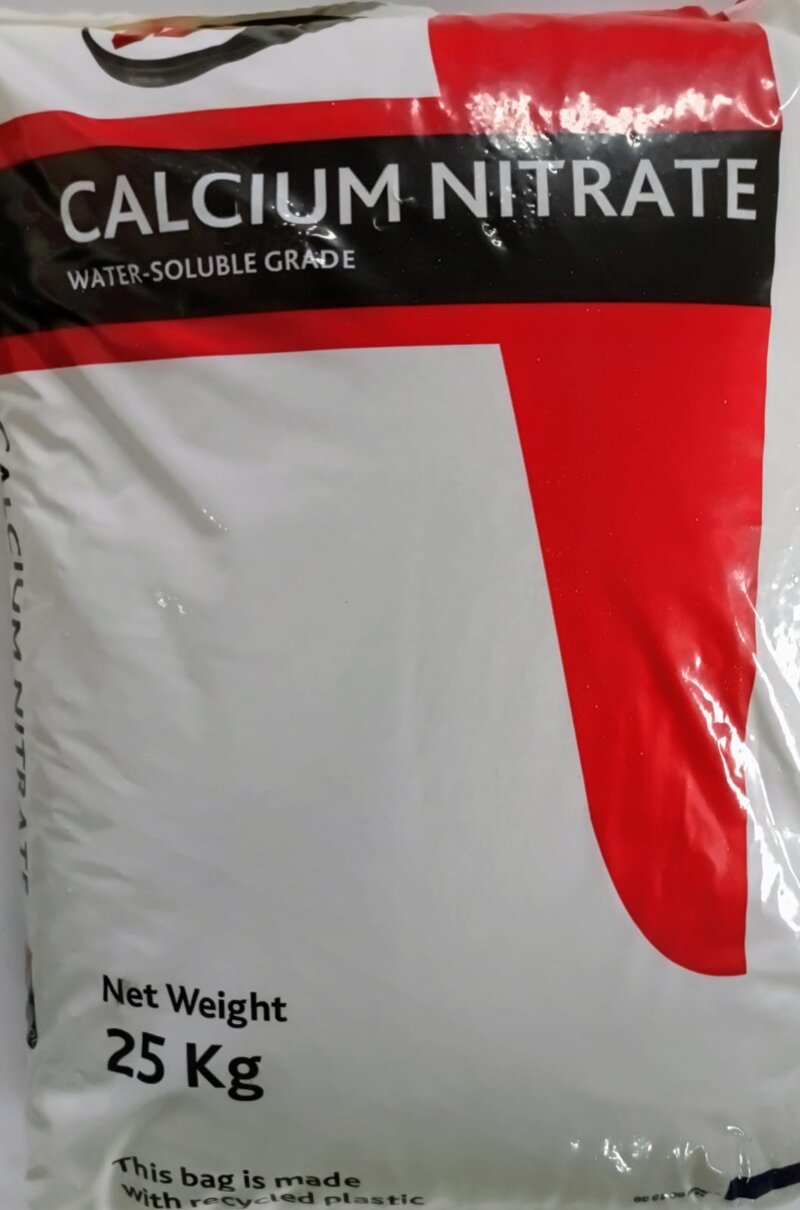 CALCIUM NITRATE
WATER-SOLUBLE GRADE
CALCIUM NITRATE
Net Weight
25 Kg
This bag is made
with recycled plastic